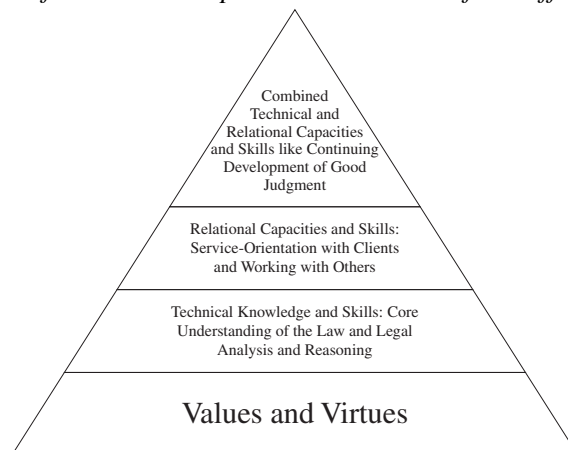 Combined
Technical and
Relational Capacities
and Skills like Continuing
Development of Good
Judgment
Relational Capacities and Skills:
Service-Orientation with Clients
and Working with Others
Technical Knowledge and Skills: Core
Understanding of the Law and Legal
Analysis and Reasoning
Values and Virtues